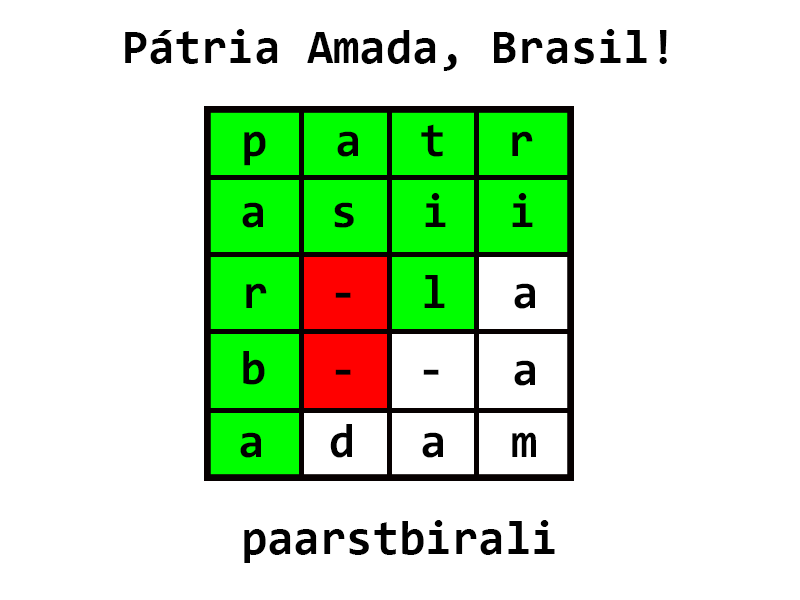 Pátria Amada, Brasil!
p a t r
a s i i
r - l a
b - - a
a d a m
paarstbirali